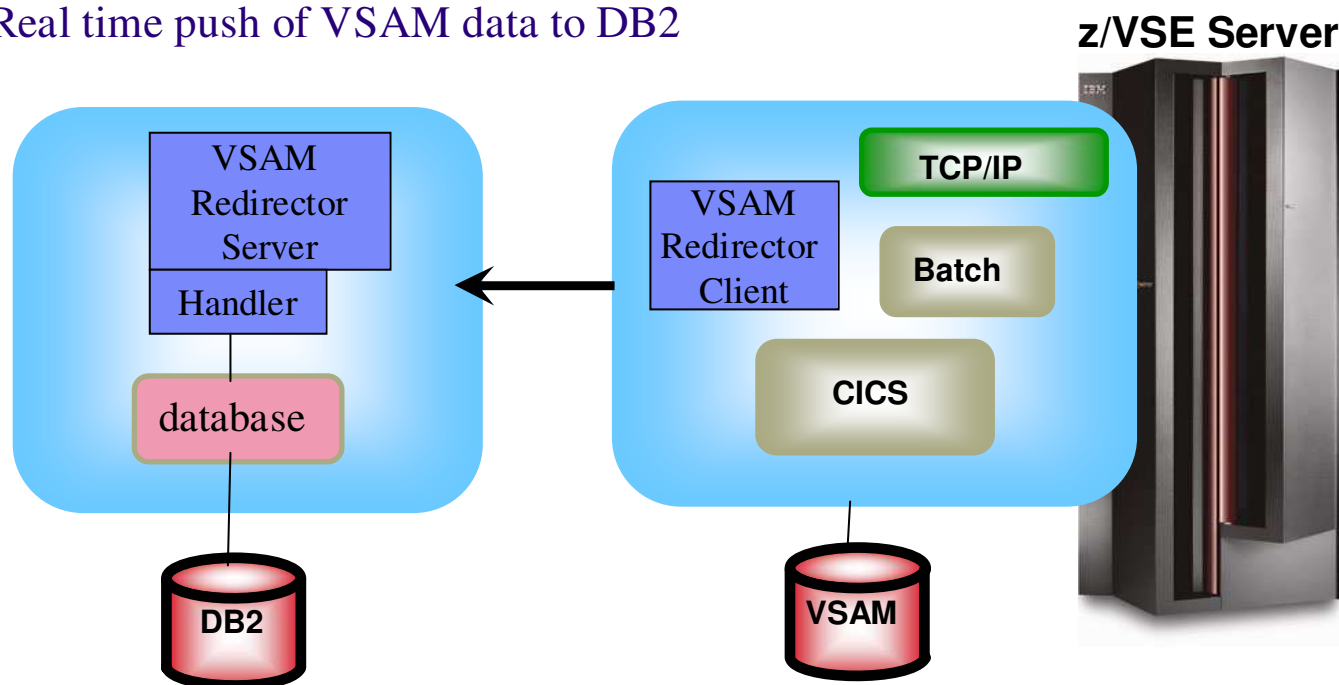 Real time push of VSAM data to DB2
z/VSE Server
IBM
VSAM
Redirector
Server
Handler
database
DB2
TCP/IP
VSAM
Redirector
Client
Batch
CICS
VSAM